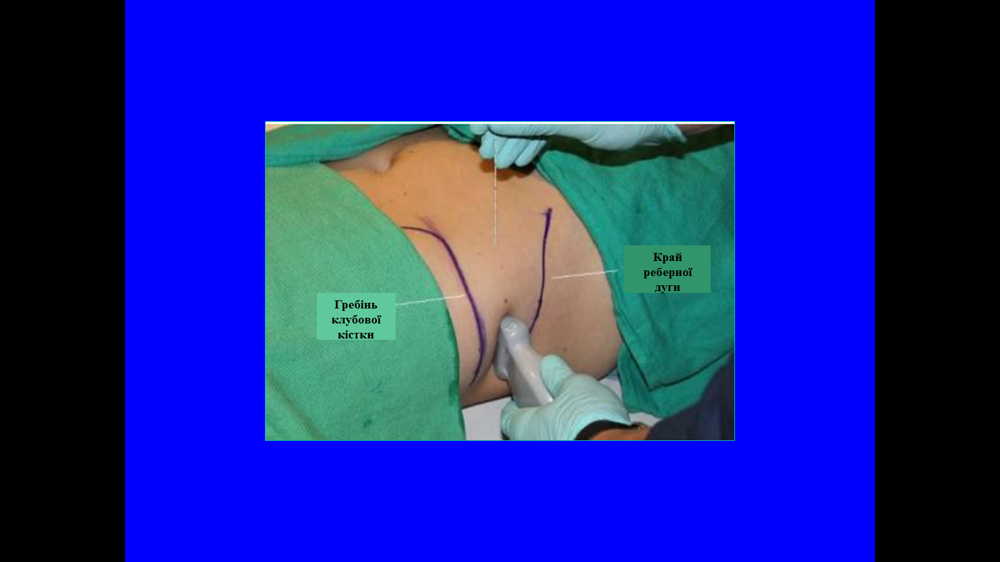 Край
реберної
дуги
Гребінь
клубової
кістки